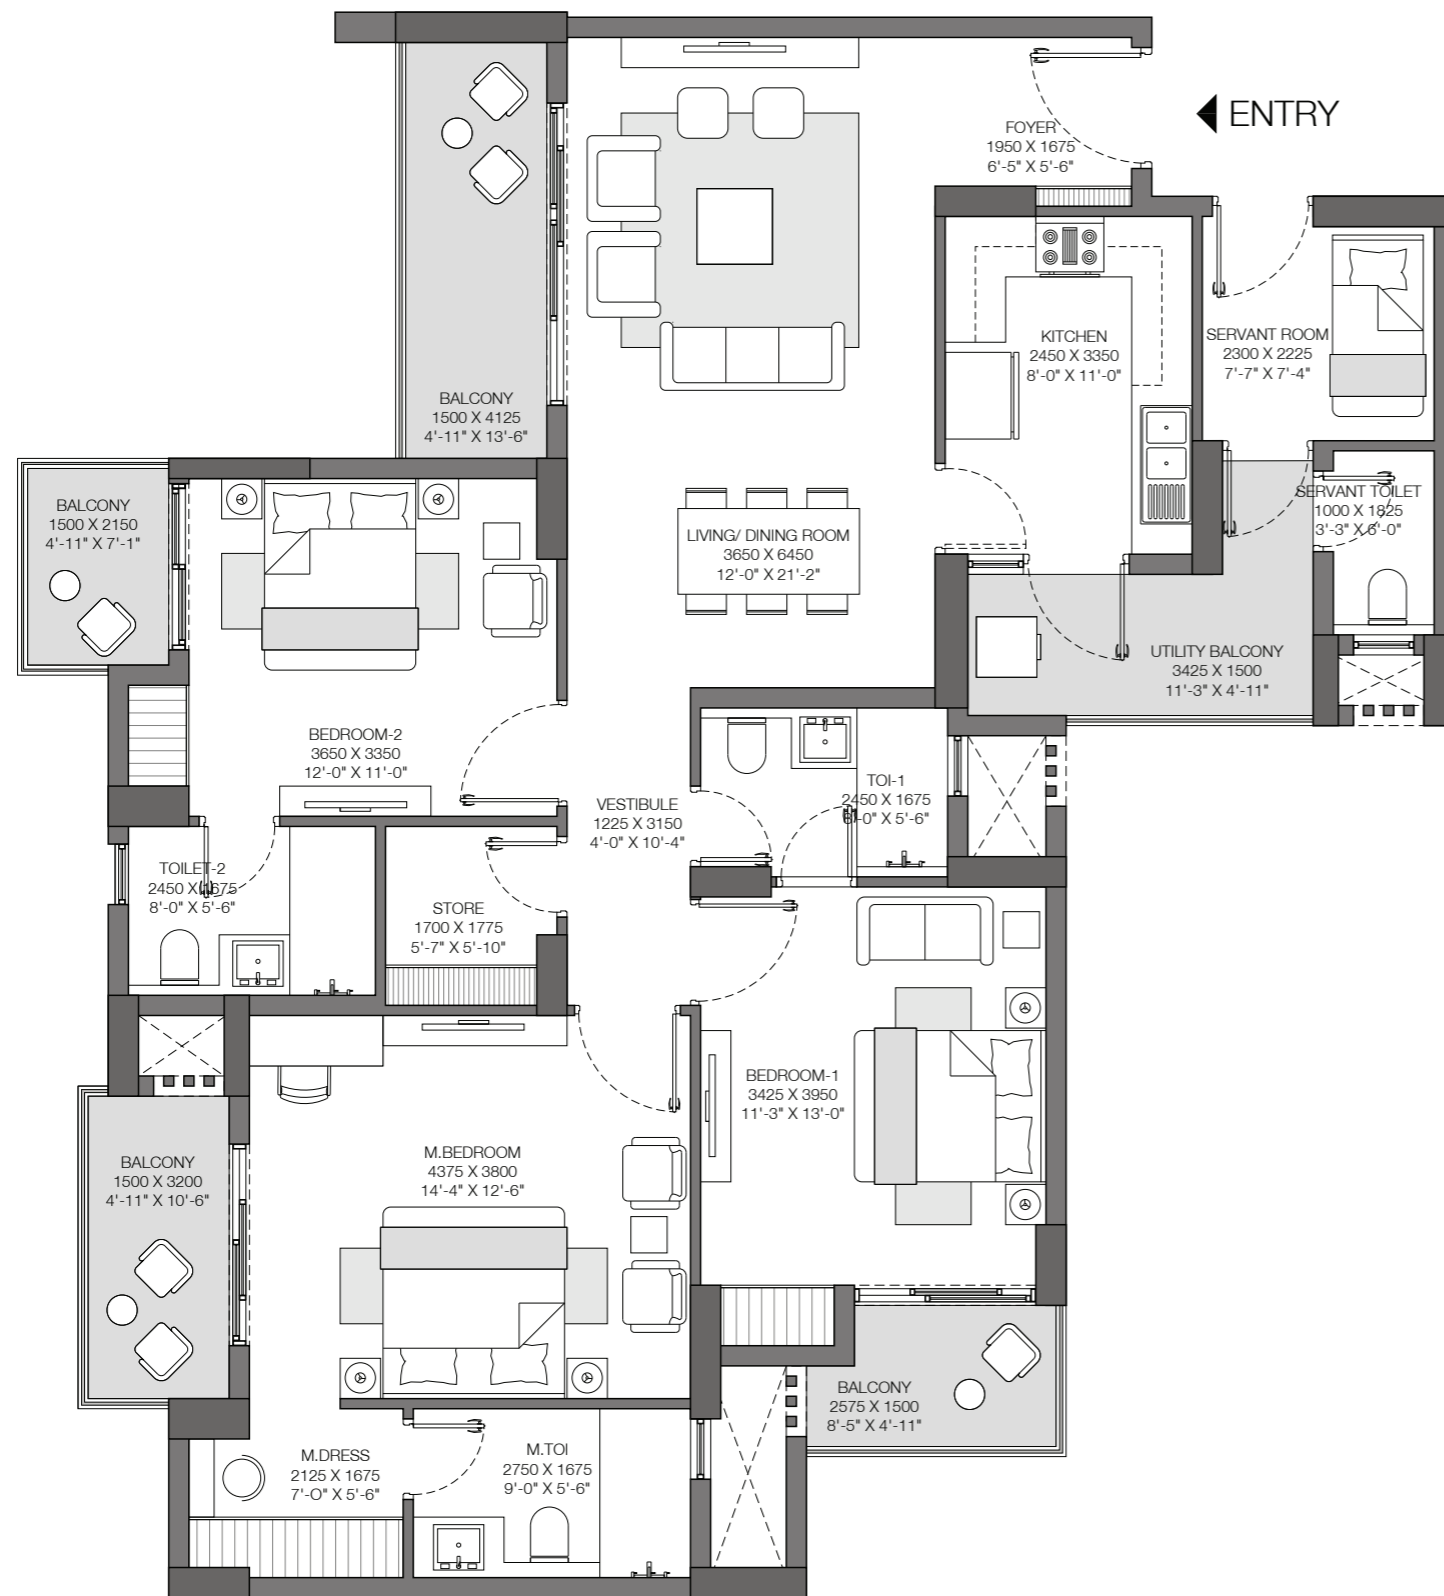 ENTRY
FOYER
1950 X 1675
6'-5" X 5'-6"
KITCHEN
2450 X 3350
8'-0" X 11'-0"
SERVANT ROOM
2300 X 2225
7'-7" X 7'-4"
BALCONY
1500 X 4125
4'-11" X 13'-6"
BALCONY
1500 X 2150
4'-11" X 7'-1"
LIVING/ DINING ROOM
3650 X 6450
12'-0" X 21'-2"
SERVANT TOILET
1000 X 1825
3'-3" X 6'-0"
UTILITY BALCONY
3425 X 1500
11'-3" X 4'-11"
BEDROOM-2
3650 X 3350
12'-0" X 11'-0"
VESTIBULE
1225 X 3150
4'-0" X 10'-4"
TOI-1
2450 X 1675
8'-0" X 5'-6"
TOILET-2
2450 X 1675
8'-0" X 5'-6"
STORE
1700 X 1775
5'-7" X 5'-10"
BEDROOM-1
3425 X 3950
11'-3" X 13'-0"
M.BEDROOM
4375 X 3800
14'-4" X 12'-6"
BALCONY
1500 X 3200
4'-11" X 10'-6"
BALCONY
2575 X 1500
8'-5" X 4'-11"
M.DRESS
2125 X 1675
7'-O" X 5'-6"
M.TOI
2750 X 1675
9'-0" X 5'-6"